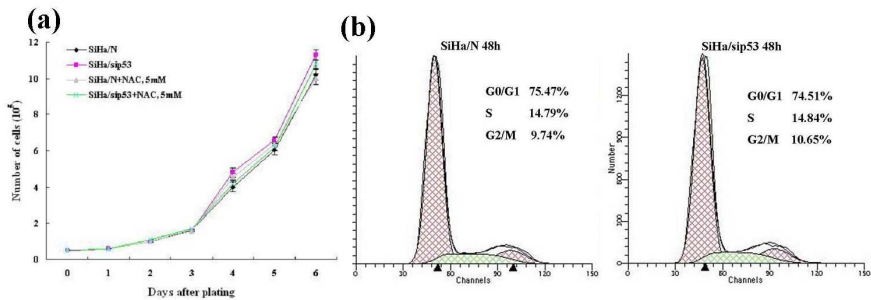 (a)
SiHa/N
SiHa/sip53
SiHa/N+NAC, 5mM
SiHa/sip53+NAC, 5mM
Number of cells (10⁵)
12
10
8
6
4
2
0
0 1 2 3 4 5 6
Days after plating
(b)
SiHa/N 48h
G0/G1 75.47%
S 14.79%
G2/M 9.74%
0 30 60 90 120 150
Channels
SiHa/sip53 48h
G0/G1 74.51%
S 14.84%
G2/M 10.65%
Number
1200
900
600
300
0
0 30 60 90 120 150
Channels